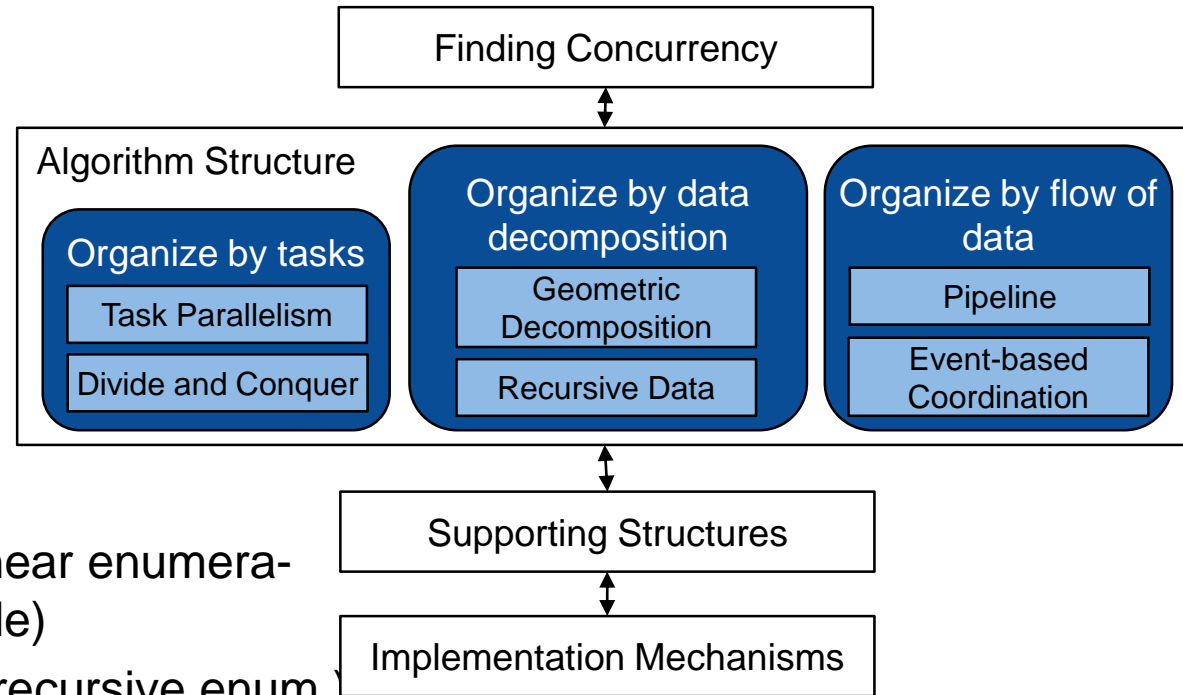 Finding Concurrency
Algorithm Structure
Organize by tasks
Task Parallelism
Divide and Conquer
Organize by data
decomposition
Geometric
Decomposition
Recursive Data
Organize by flow of
data
Pipeline
Event-based
Coordination
Supporting Structures
near enumera-
le)
recursive enum.)
Implementation Mechanisms